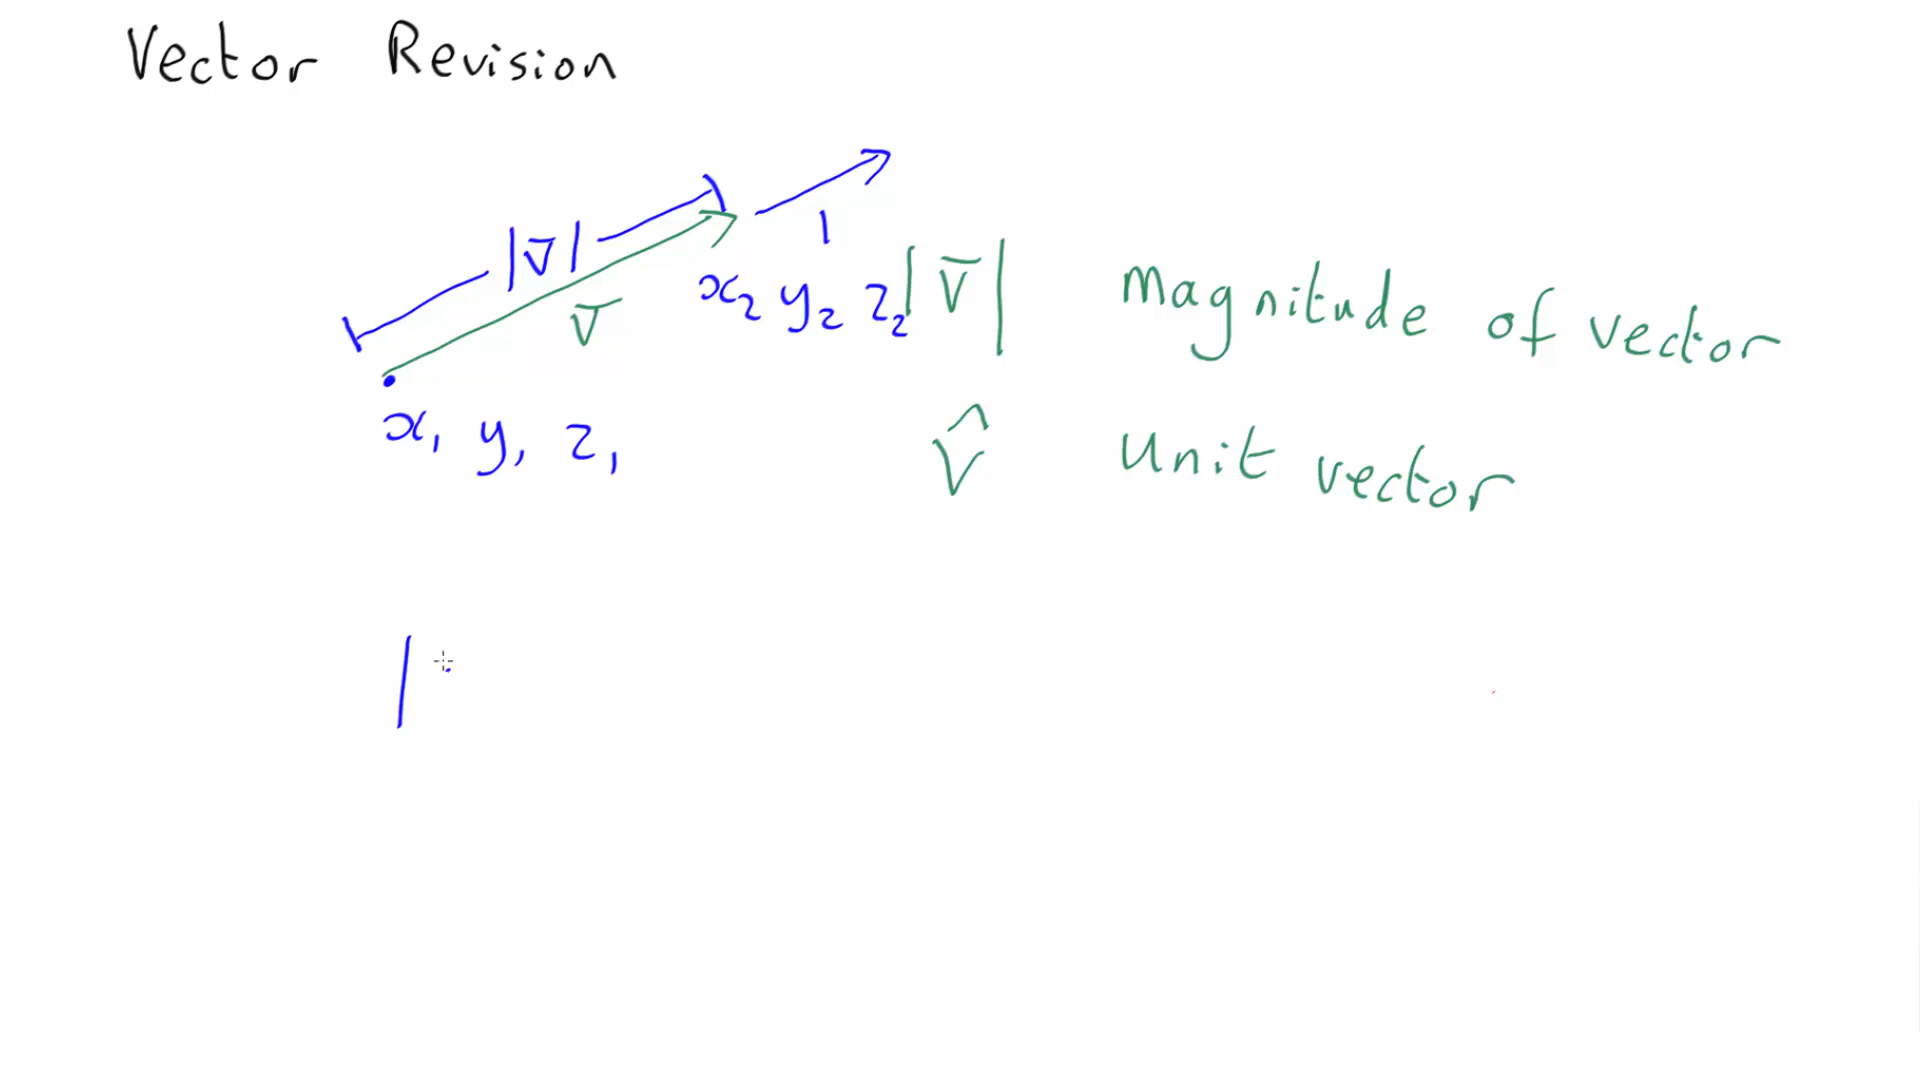 Vector Revision
|v̄|
1
v̄
x₂ y₂ z₂
|v̄| magnitude of vector
x₁ y₁ z₁
v̂ unit vector
|